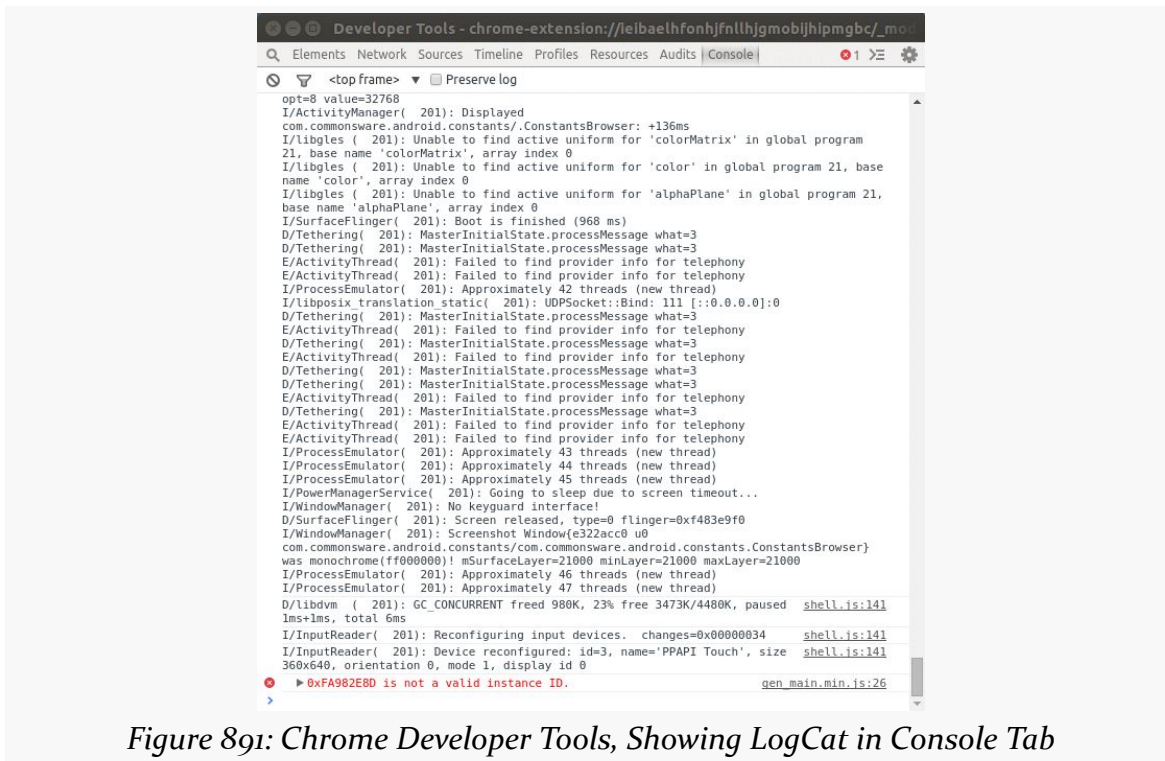 Developer Tools - chrome-extension://ieibaelhfonhjfnllhjgmobijhipmgbc/_mod
Elements Network Sources Timeline Profiles Resources Audits Console 1
<top frame> ▼ Preserve log
opt=8 value=32768
I/ActivityManager(  201): Displayed
com.commonsware.android.constants/.ConstantsBrowser: +136ms
I/libgles (  201): Unable to find active uniform for 'colorMatrix' in global program
21, base name 'colorMatrix', array index 0
I/libgles (  201): Unable to find active uniform for 'color' in global program 21, base
name 'color', array index 0
I/libgles (  201): Unable to find active uniform for 'alphaPlane' in global program 21,
base name 'alphaPlane', array index 0
I/SurfaceFlinger(  201): Boot is finished (968 ms)
D/Tethering(  201): MasterInitialState.processMessage what=3
D/Tethering(  201): MasterInitialState.processMessage what=3
E/ActivityThread(  201): Failed to find provider info for telephony
E/ActivityThread(  201): Failed to find provider info for telephony
I/ProcessEmulator(  201): Approximately 42 threads (new thread)
I/libposix_translation_static(  201): UDPSocket::Bind: 111 [::0.0.0.0]:0
D/Tethering(  201): MasterInitialState.processMessage what=3
E/ActivityThread(  201): Failed to find provider info for telephony
D/Tethering(  201): MasterInitialState.processMessage what=3
E/ActivityThread(  201): Failed to find provider info for telephony
D/Tethering(  201): MasterInitialState.processMessage what=3
D/Tethering(  201): MasterInitialState.processMessage what=3
E/ActivityThread(  201): Failed to find provider info for telephony
D/Tethering(  201): MasterInitialState.processMessage what=3
E/ActivityThread(  201): Failed to find provider info for telephony
E/ActivityThread(  201): Failed to find provider info for telephony
I/ProcessEmulator(  201): Approximately 43 threads (new thread)
I/ProcessEmulator(  201): Approximately 44 threads (new thread)
I/ProcessEmulator(  201): Approximately 45 threads (new thread)
I/PowerManagerService(  201): Going to sleep due to screen timeout...
I/WindowManager(  201): No keyguard interface!
D/SurfaceFlinger(  201): Screen released, type=0 flinger=0xf483e9f0
I/WindowManager(  201): Screenshot Window{e322acc0 u0
com.commonsware.android.constants/com.commonsware.android.constants.ConstantsBrowser}
was monochrome(ff000000)! mSurfaceLayer=21000 minLayer=21000 maxLayer=21000
I/ProcessEmulator(  201): Approximately 46 threads (new thread)
I/ProcessEmulator(  201): Approximately 47 threads (new thread)
D/libdvm  (  201): GC_CONCURRENT freed 980K, 23% free 3473K/4480K, paused shell.js:141
1ms+1ms, total 6ms
I/InputReader(  201): Reconfiguring input devices.  changes=0x00000034 shell.js:141
I/InputReader(  201): Device reconfigured: id=3, name='PPAPI Touch', size shell.js:141
360x640, orientation 0, mode 1, display id 0
▶ 0xFA982E8D is not a valid instance ID. gen_main.min.js:26
>
Figure 891: Chrome Developer Tools, Showing LogCat in Console Tab